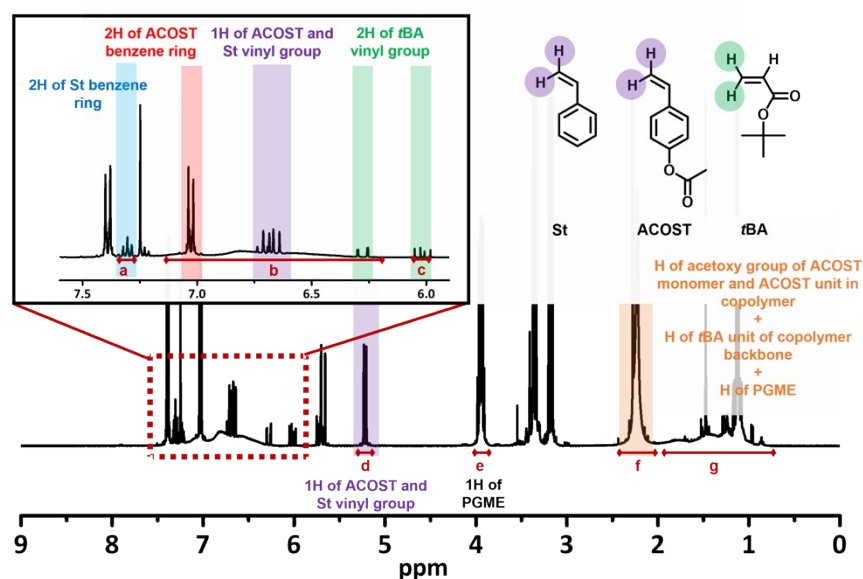 2H of ACOST
benzene ring
1H of ACOST and
St vinyl group
2H of tBA
vinyl group
2H of St benzene
ring
a
b
c
7.5
7.0
6.5
6.0
H
H
H
H
H
H
H
O
O
O
O
St
ACOST
tBA
H of acetoxy group of ACOST
monomer and ACOST unit in
copolymer
+
H of tBA unit of copolymer
backbone
+
H of PGME
d
e
f
g
1H of ACOST and
St vinyl group
1H of
PGME
9
8
7
6
5
4
3
2
1
0
ppm